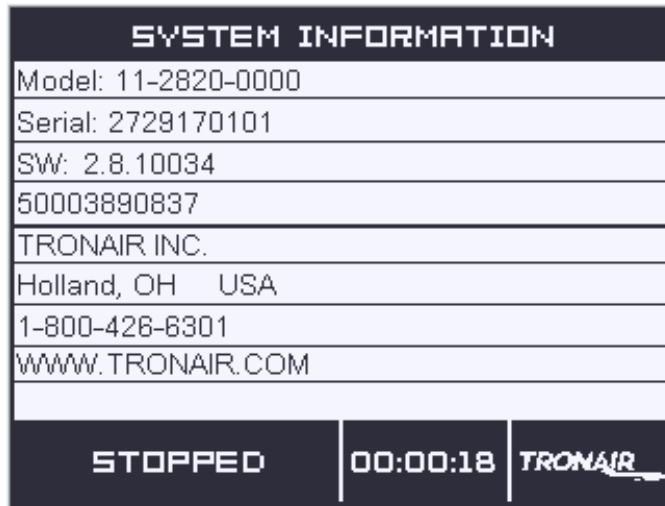 SYSTEM INFORMATION
Model: 11-2820-0000
Serial: 2729170101
SW: 2.8.10034
50003890837
TRONAIR INC.
Holland, OH USA
1-800-426-6301
WWW.TRONAIR.COM
STOPPED 00:00:18 TRONAIR